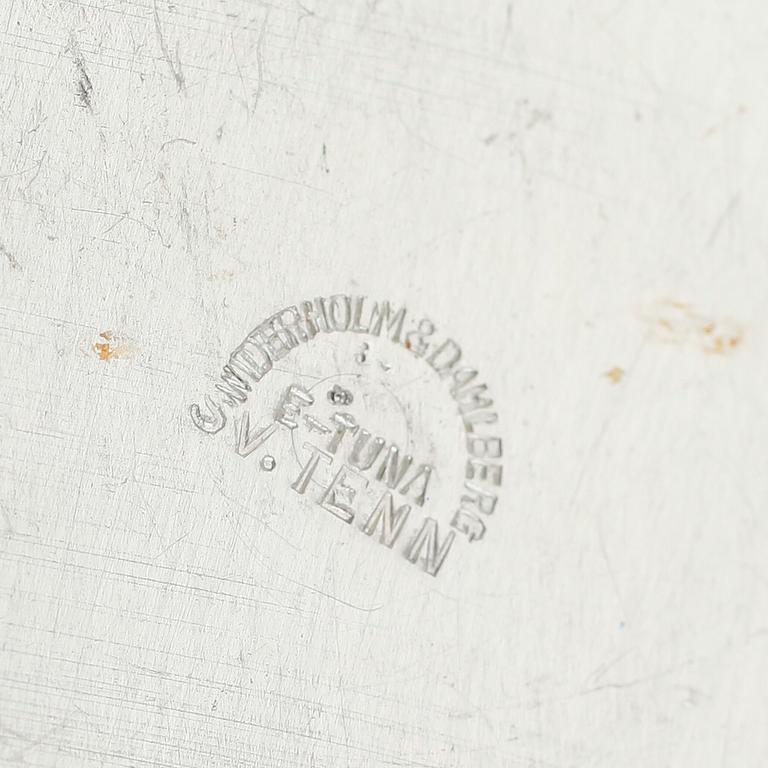 G. WIDERHOLM & DAHLBERG
E-TUNA
V. TENN